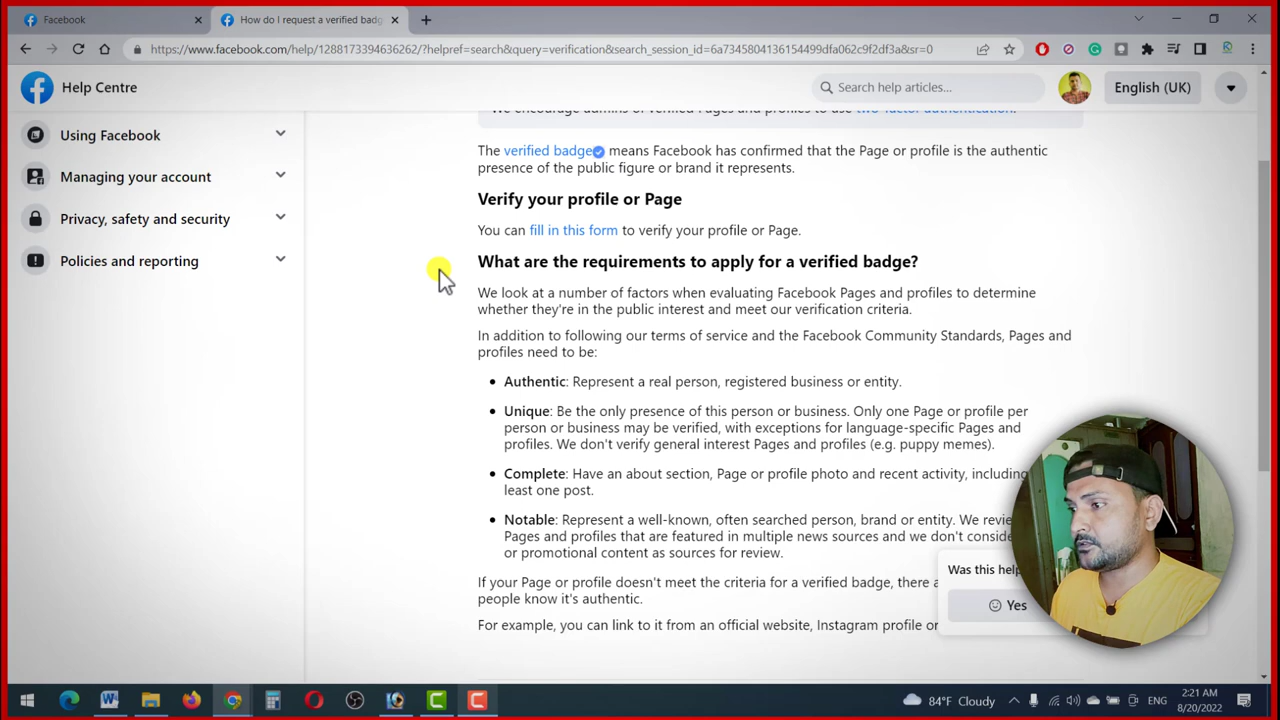 Facebook
How do I request a verified badg
https://www.facebook.com/help/1288173394636262/?helpref=search&query=verification&search_session_id=6a7345804136154499dfa062c9f2df3a&sr=0
Help Centre
Search help articles...
English (UK)
Using Facebook
Managing your account
Privacy, safety and security
Policies and reporting
We encourage admins of verified Pages and profiles to use two-factor authentication.
The verified badge means Facebook has confirmed that the Page or profile is the authentic
presence of the public figure or brand it represents.
Verify your profile or Page
You can fill in this form to verify your profile or Page.
What are the requirements to apply for a verified badge?
We look at a number of factors when evaluating Facebook Pages and profiles to determine
whether they're in the public interest and meet our verification criteria.
In addition to following our terms of service and the Facebook Community Standards, Pages and
profiles need to be:
• Authentic: Represent a real person, registered business or entity.
• Unique: Be the only presence of this person or business. Only one Page or profile per
person or business may be verified, with exceptions for language-specific Pages and
profiles. We don't verify general interest Pages and profiles (e.g. puppy memes).
• Complete: Have an about section, Page or profile photo and recent activity, including
least one post.
• Notable: Represent a well-known, often searched person, brand or entity. We revie
Pages and profiles that are featured in multiple news sources and we don't conside
or promotional content as sources for review.
If your Page or profile doesn't meet the criteria for a verified badge, there a
people know it's authentic.
For example, you can link to it from an official website, Instagram profile or
Was this help
Yes
84°F Cloudy
ENG
2:21 AM
8/20/2022